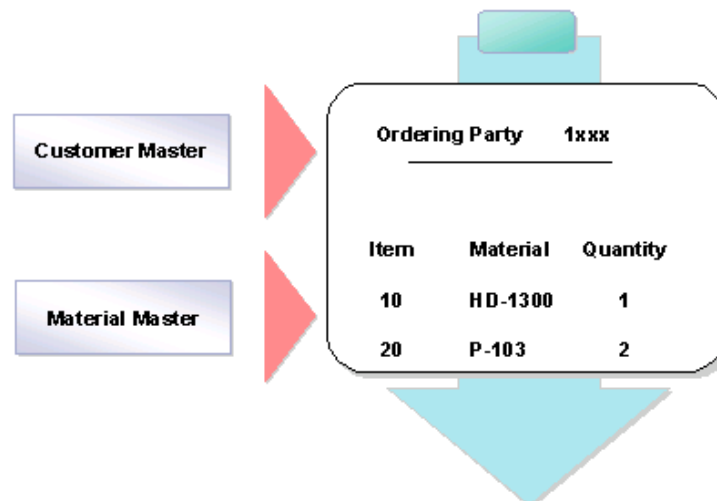 Customer Master
Ordering Party 1xxx
Item Material Quantity
10 HD-1300 1
Material Master
20 P-103 2